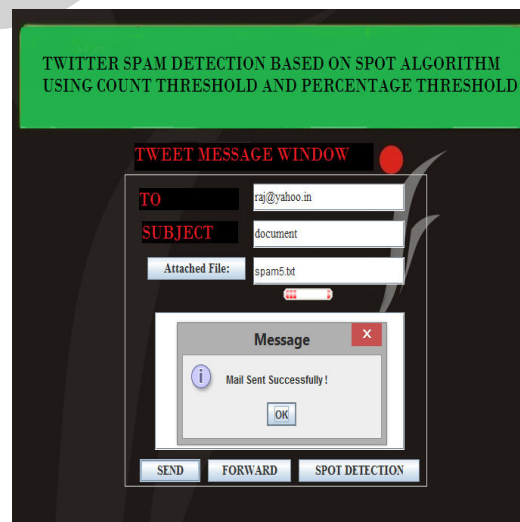 TWITTER SPAM DETECTION BASED ON SPOT ALGORITHM
USING COUNT THRESHOLD AND PERCENTAGE THRESHOLD
TWEET MESSAGE WINDOW
TO raj@yahoo.in
SUBJECT document
Attached File: spam5.txt
Message X
i Mail Sent Successfully !
OK
SEND FORWARD SPOT DETECTION